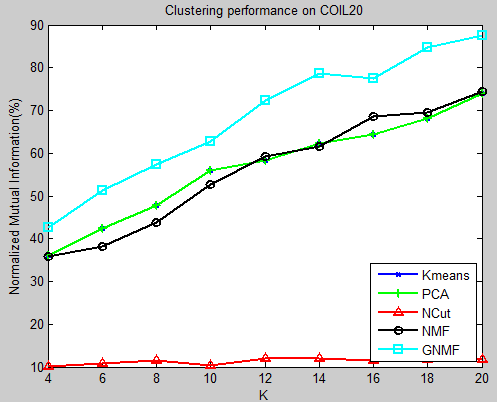 Clustering performance on COIL20
Normalized Mutual Information(%)
90
80
70
60
50
40
30
20
10
Kmeans
PCA
NCut
NMF
GNMF
4 6 8 10 12 14 16 18 20
K